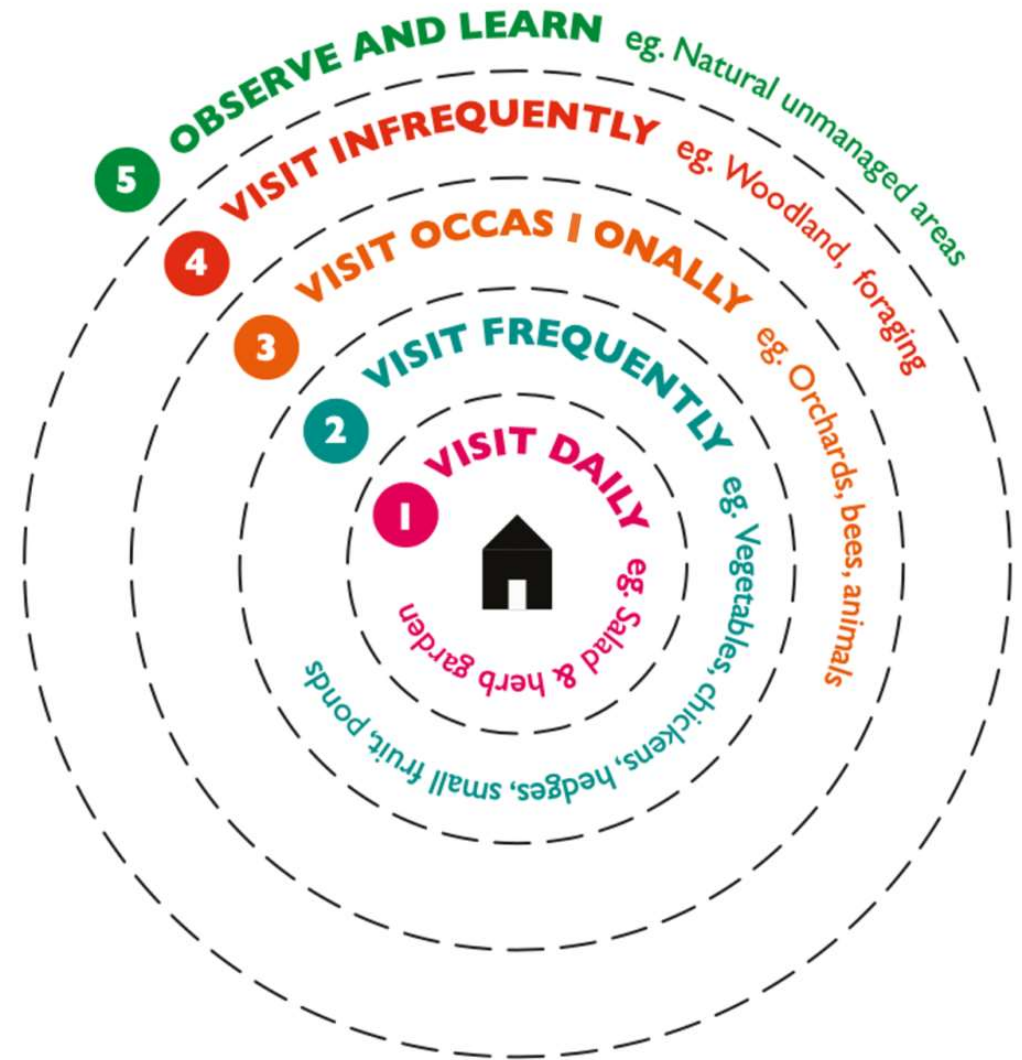 5 OBSERVE AND LEARN eg. Natural unmanaged areas
4 VISIT INFREQUENTLY eg. Woodland, foraging
3 VISIT OCCAS I ONALLY eg. Orchards, bees, animals
2 VISIT FREQUENTLY eg. Vegetables, chickens, hedges, small fruit, ponds
1 VISIT DAILY eg. Salad & herb garden